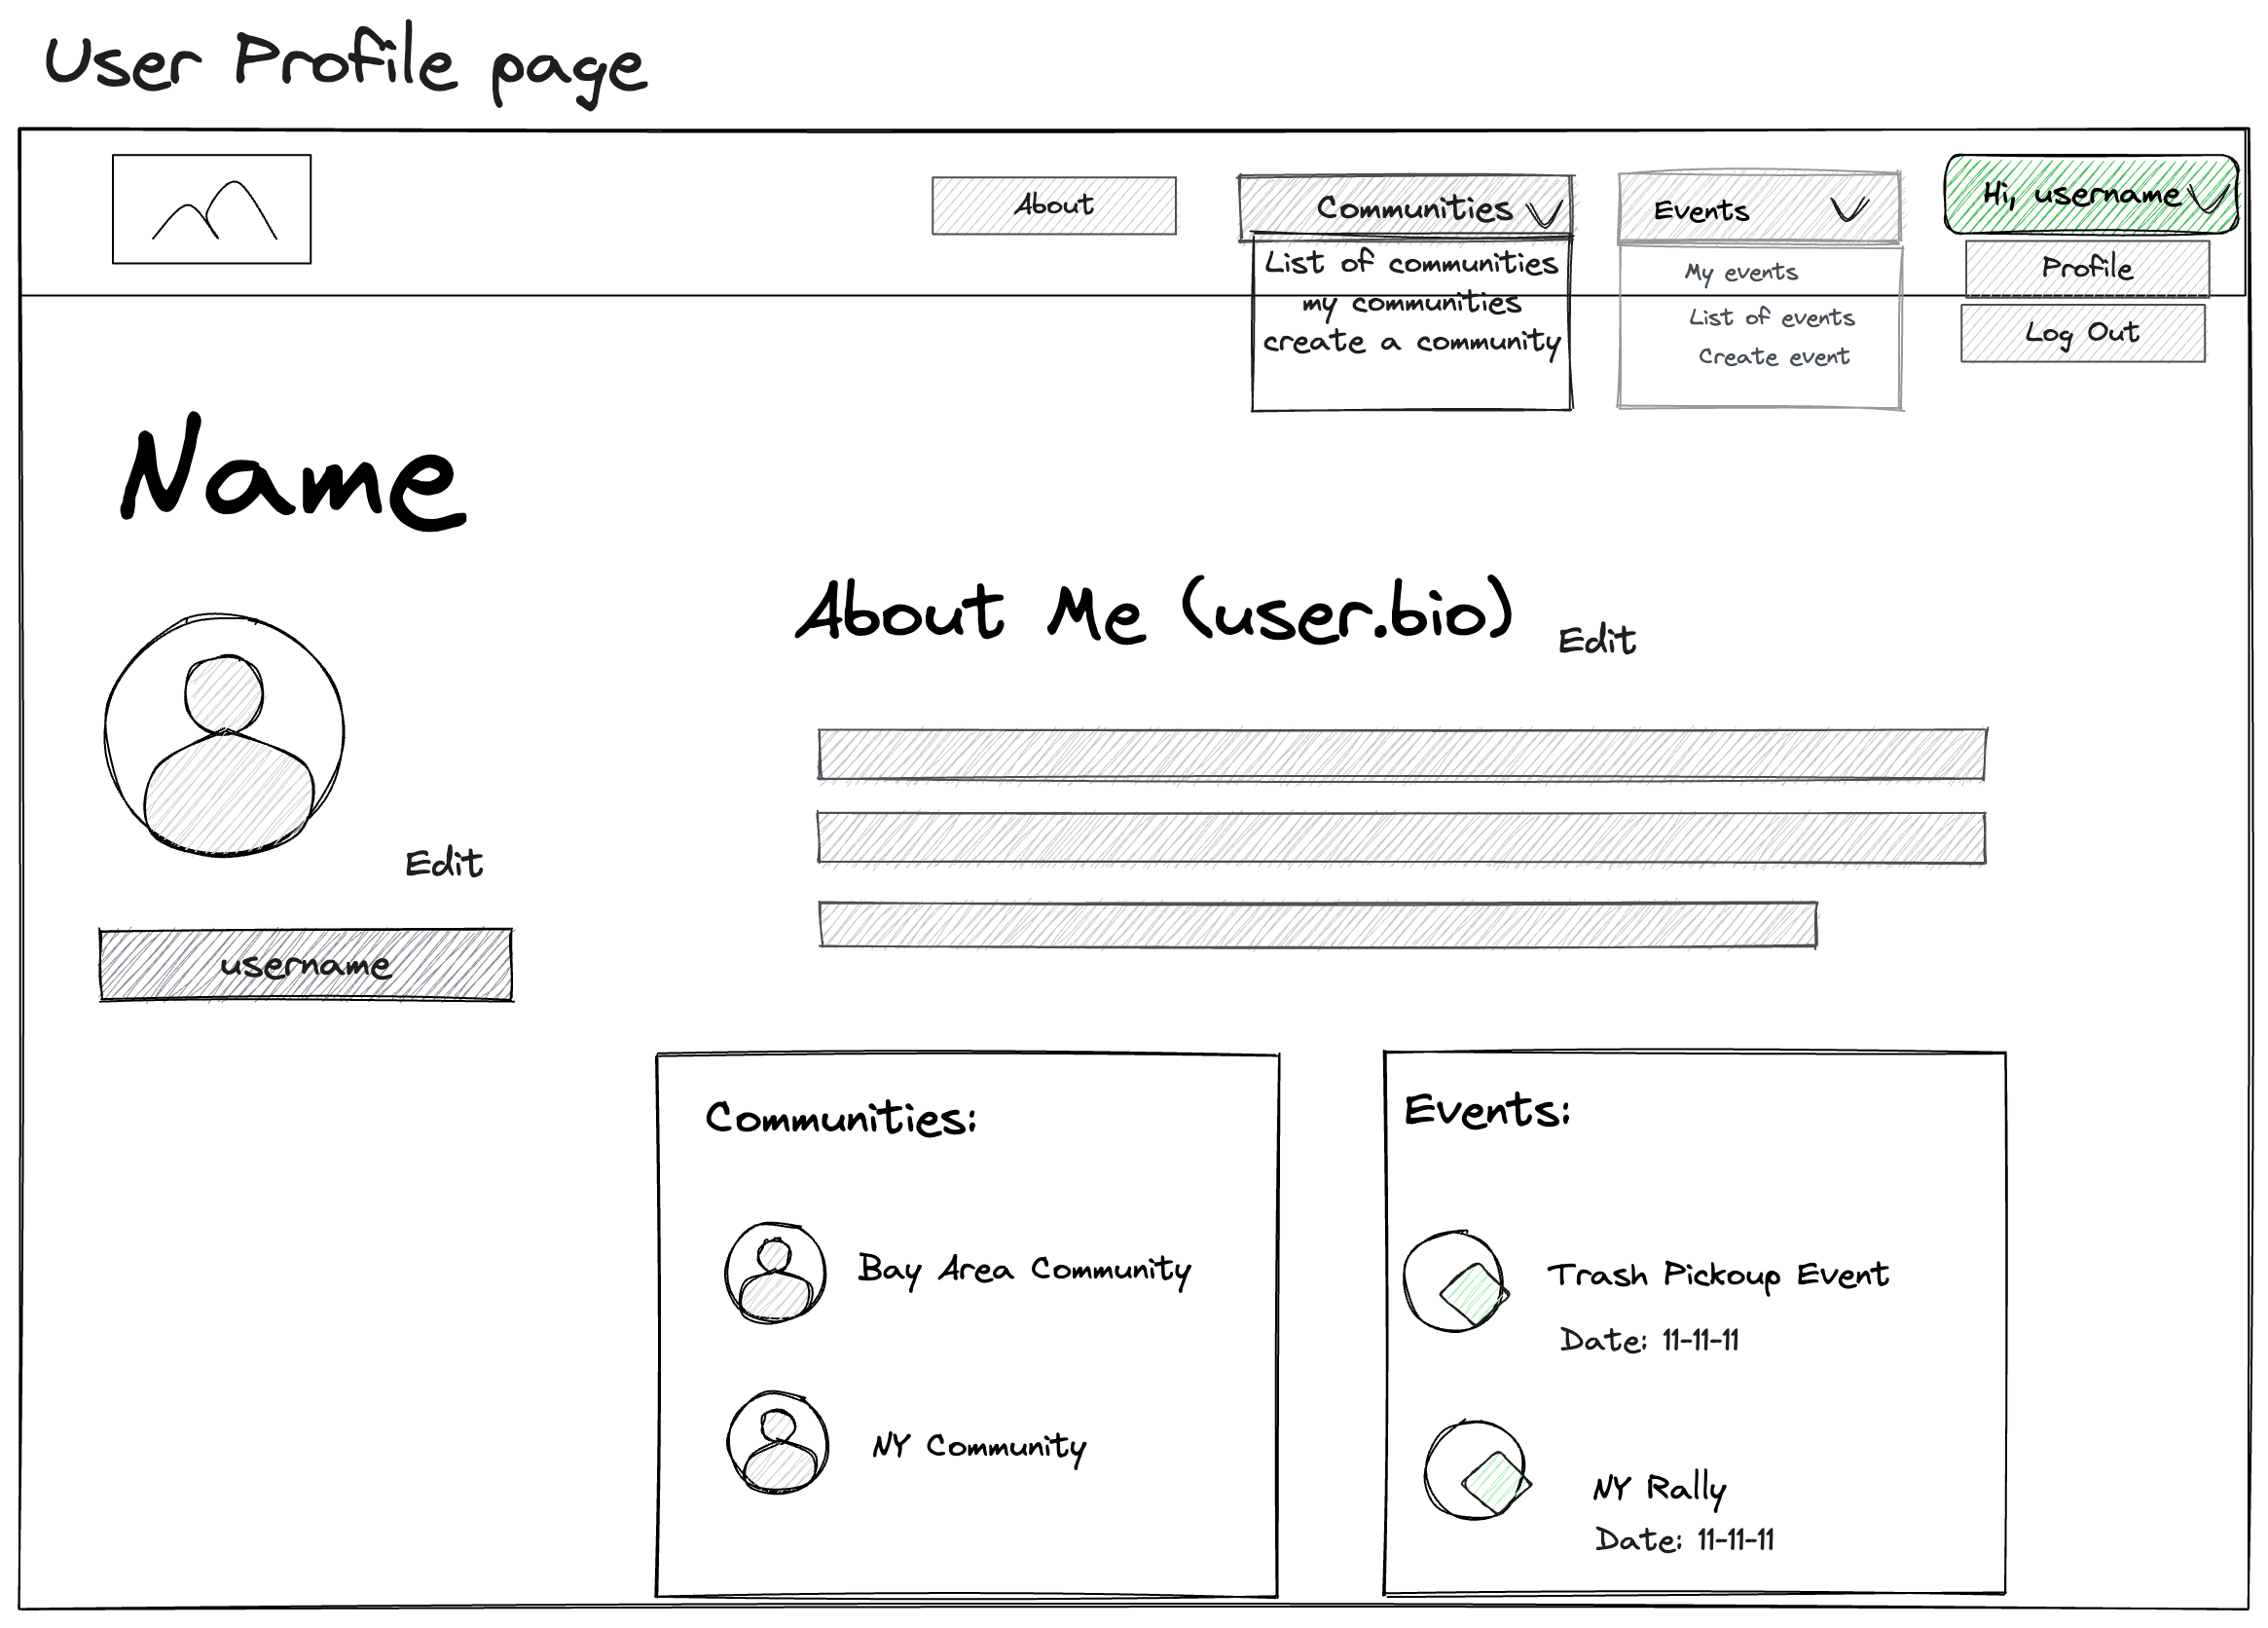 User Profile page
About
Communities
List of communities
my communities
create a community
Events
My events
List of events
Create event
Hi, username
Profile
Log Out
Name
Edit
username
About Me (user.bio)
Edit
Communities:
Bay Area Community
NY Community
Events:
Trash Pickoup Event
Date: 11-11-11
NY Rally
Date: 11-11-11